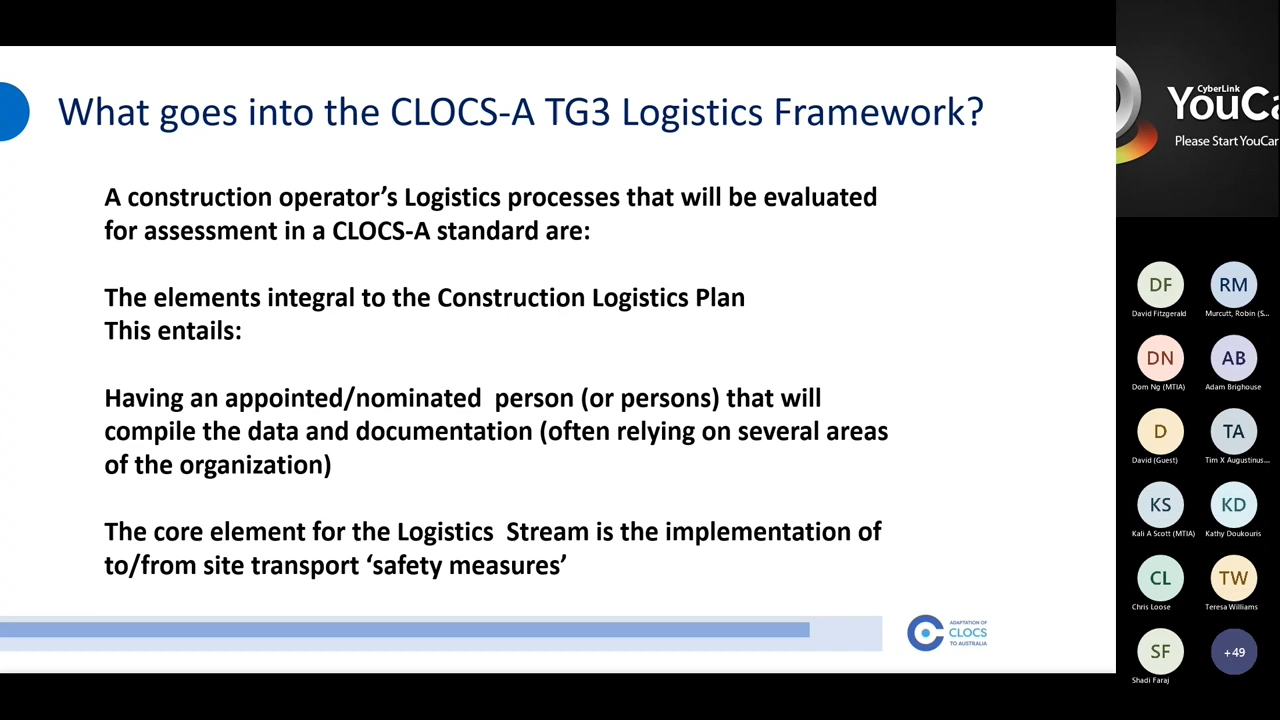 What goes into the CLOCS-A TG3 Logistics Framework?
A construction operator’s Logistics processes that will be evaluated
for assessment in a CLOCS-A standard are:
The elements integral to the Construction Logistics Plan
This entails:
Having an appointed/nominated  person (or persons) that will
compile the data and documentation (often relying on several areas
of the organization)
The core element for the Logistics  Stream is the implementation of
to/from site transport ‘safety measures’
ADAPTATION OF
CLOCS
TO AUSTRALIA
CyberLink
YouCa
Please Start YouCam
DF
RM
David Fitzgerald
Murcutt, Robin (S...
DN
AB
Dom Ng (MTIA)
Adam Brighouse
D
TA
David (Guest)
Tim X Augustinus...
KS
KD
Kali A Scott (MTIA)
Kathy Doukouris
CL
TW
Chris Loose
Teresa Williams
SF
+49
Shadi Faraj